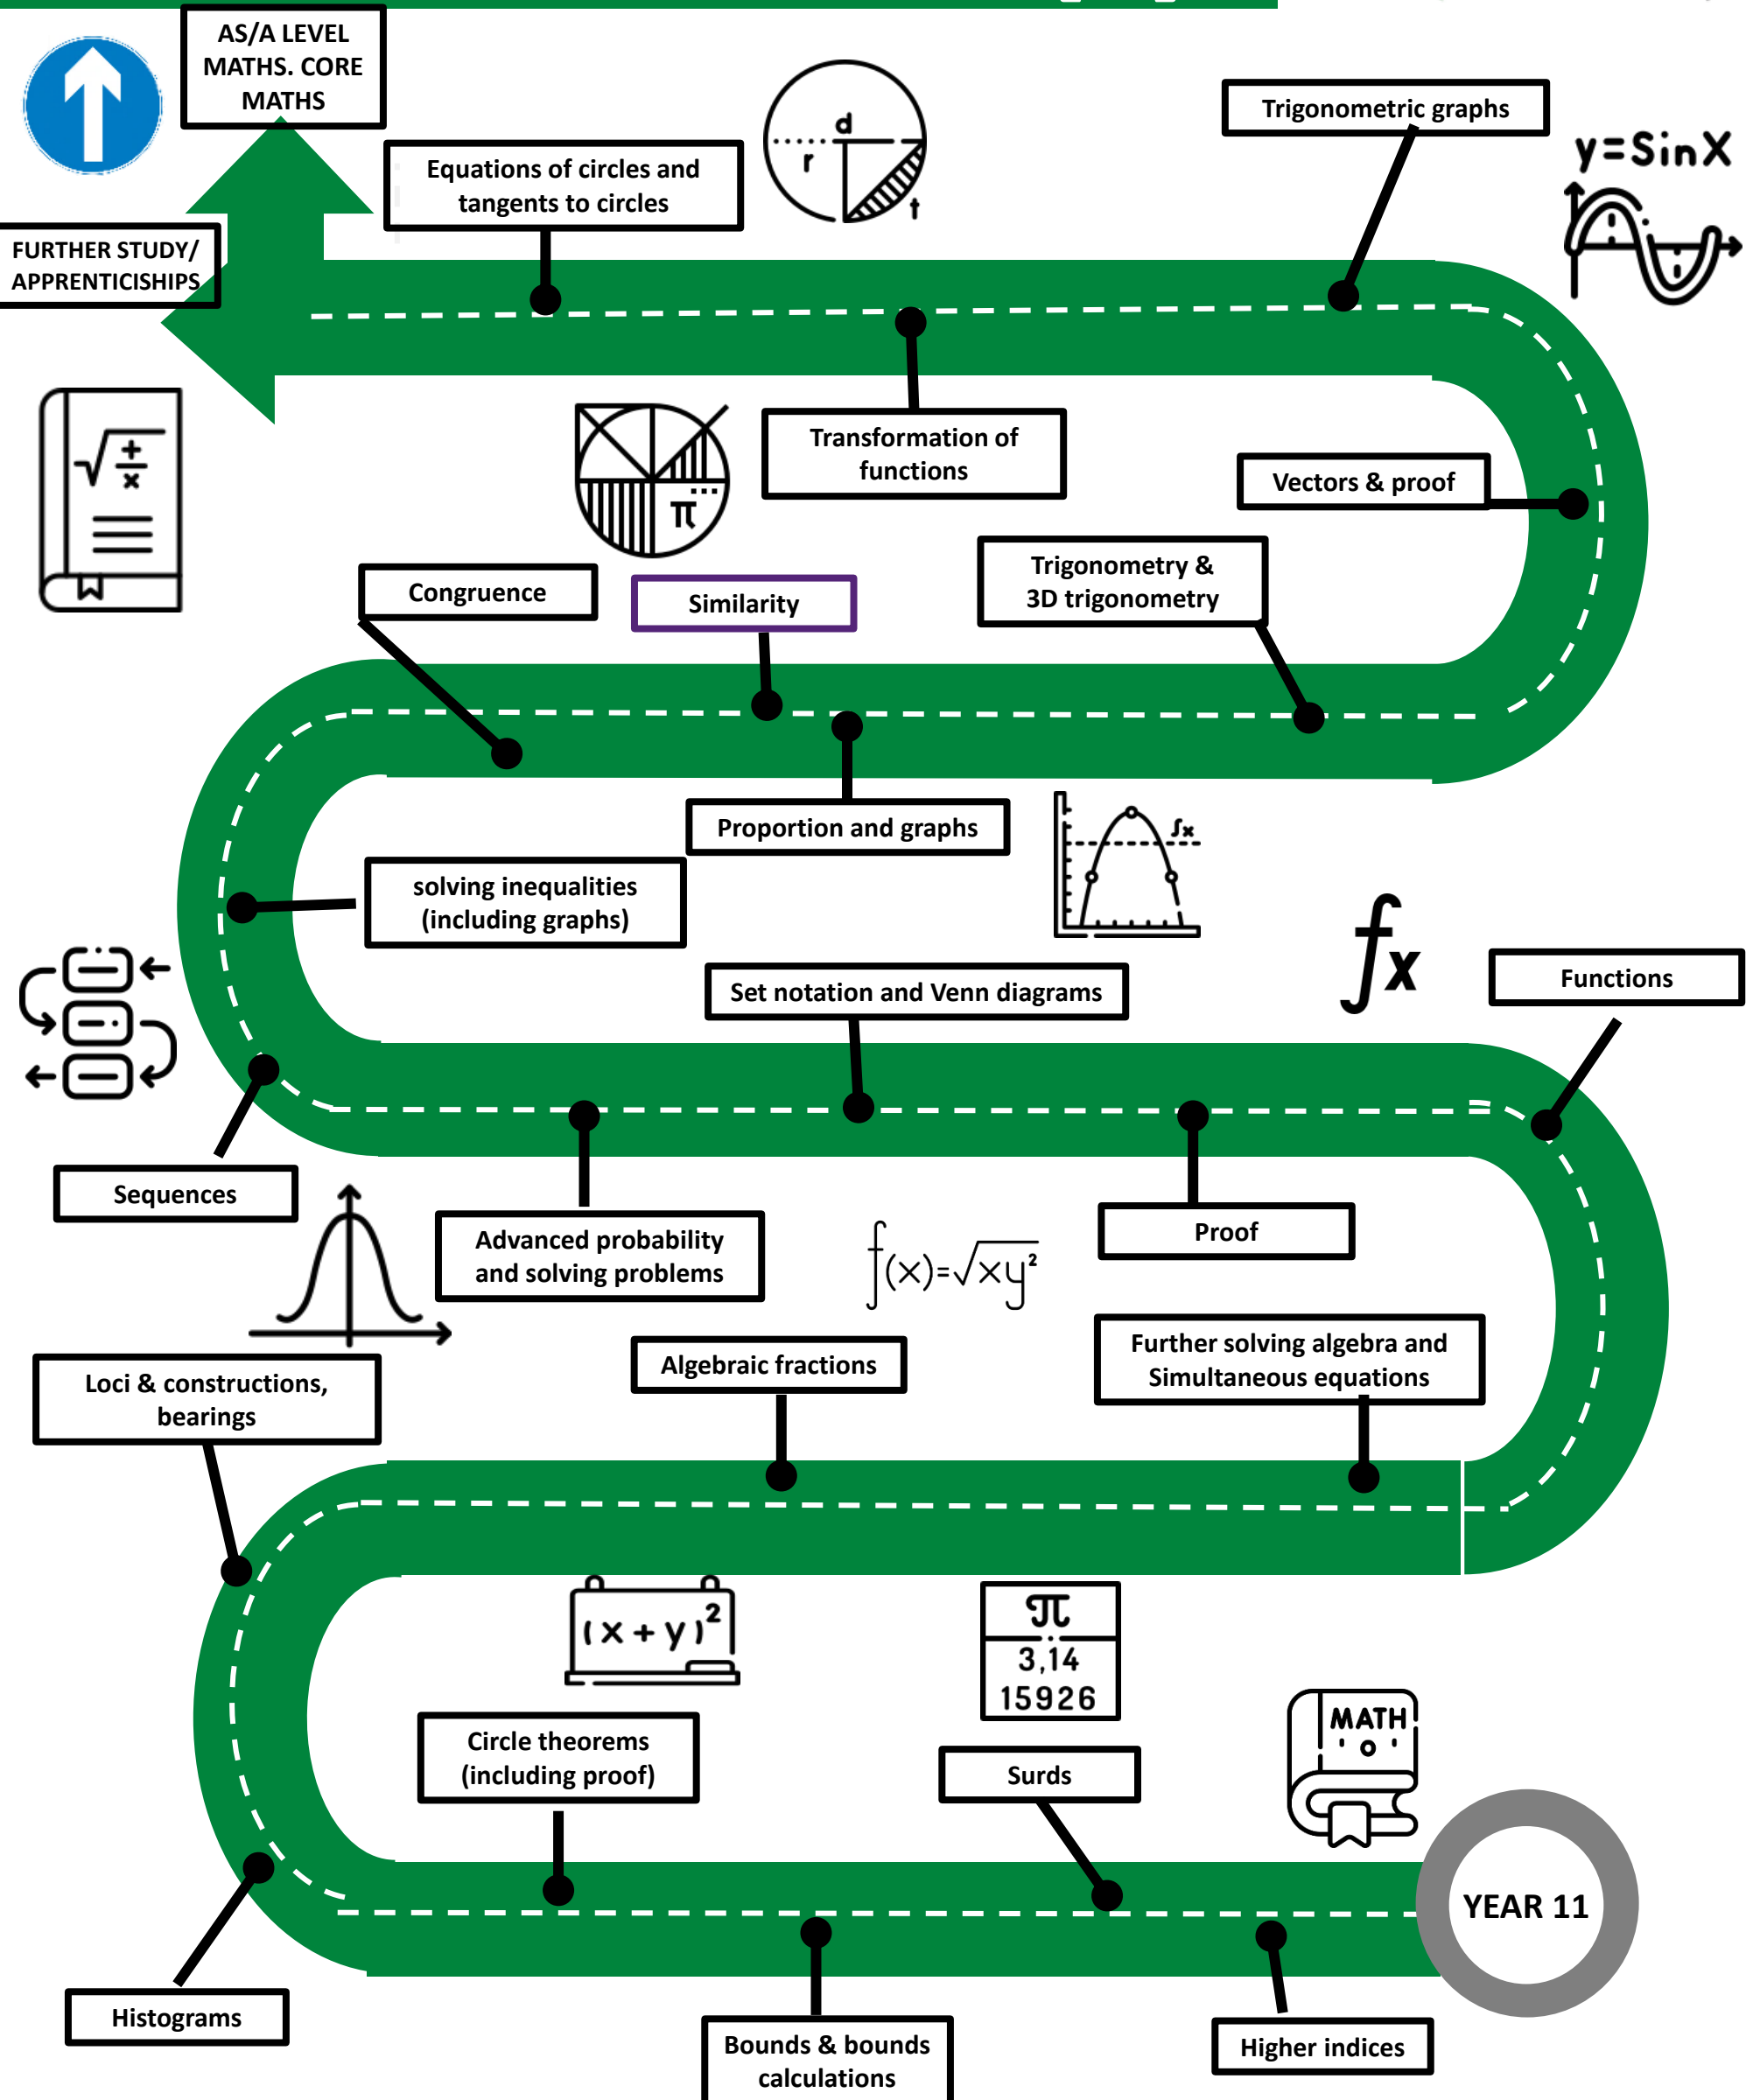 AS/A LEVEL
MATHS. CORE
MATHS
Trigonometric graphs
Equations of circles and
tangents to circles
d
r
t
y=SinX
FURTHER STUDY/
APPRENTICISHIPS
√ + x
Transformation of
functions
π
Vectors & proof
Trigonometry &
3D trigonometry
Congruence
Similarity
Proportion and graphs
ʃx
solving inequalities
(including graphs)
fx
Functions
Set notation and Venn diagrams
Sequences
Advanced probability
and solving problems
f(x)=√xy²
Proof
Further solving algebra and
Simultaneous equations
Algebraic fractions
Loci & constructions,
bearings
(x + y)²
π
3,14
15926
MATH
Circle theorems
(including proof)
Surds
YEAR 11
Histograms
Bounds & bounds
calculations
Higher indices